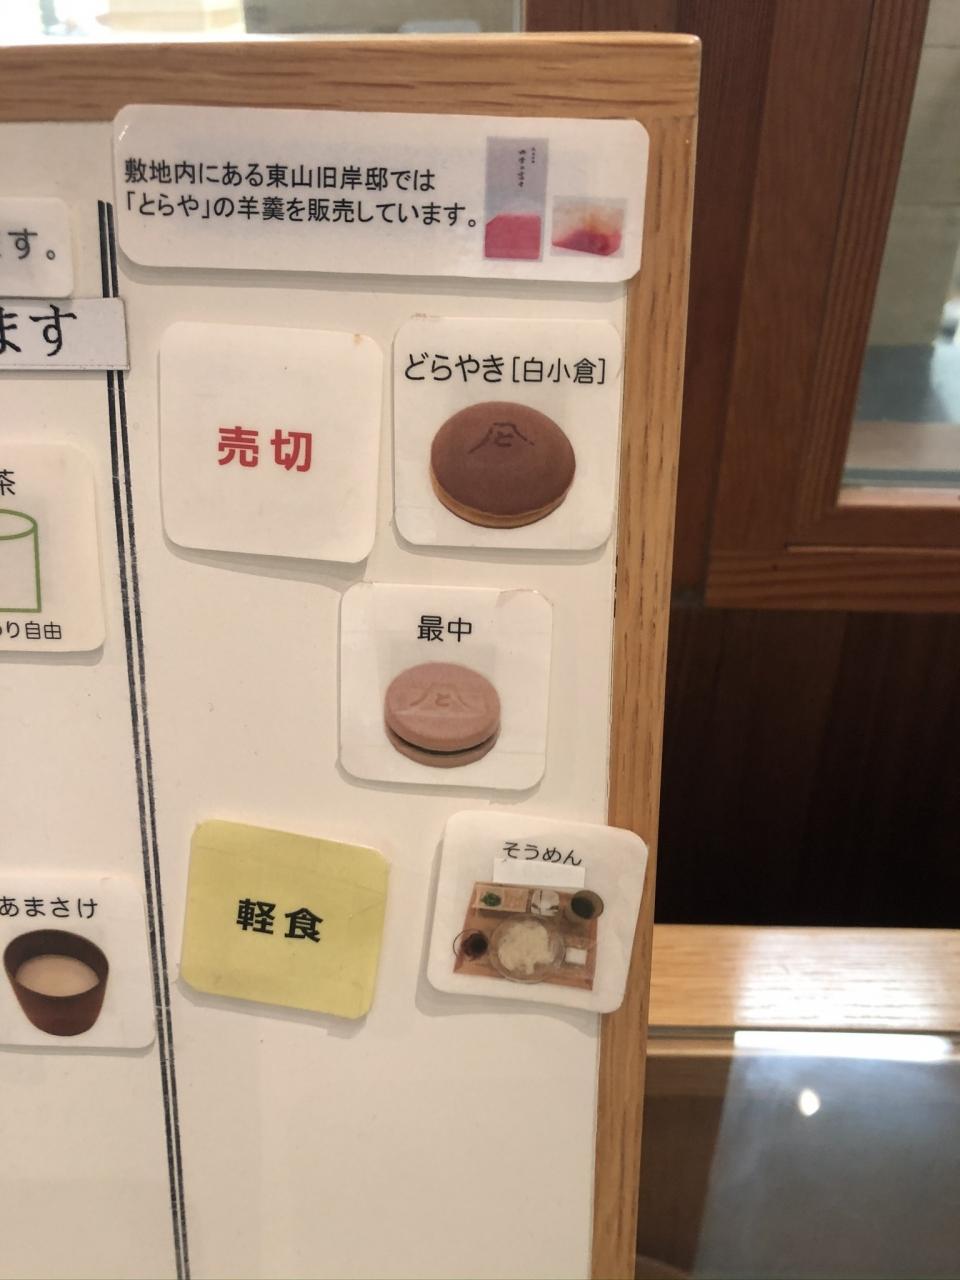 敷地内にある東山旧岸邸では
「とらや」の羊羹を販売しています。
す。
ます
売切
どらやき[白小倉]
と
茶
り自由
最中
と
あまさけ
軽食
そうめん